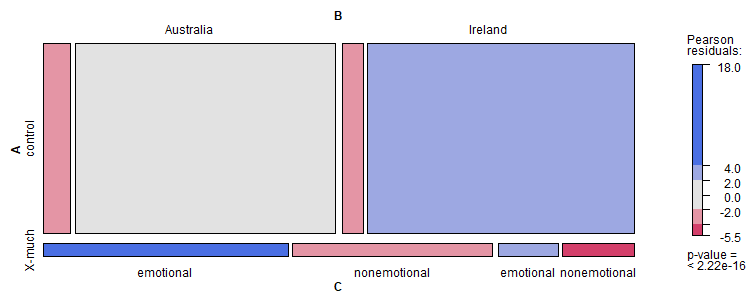 B
Australia
Ireland
A
control
X-much
emotional
nonemotional
emotional
nonemotional
C
Pearson
residuals:
18.0
4.0
2.0
0.0
-2.0
-5.5
p-value =
< 2.22e-16